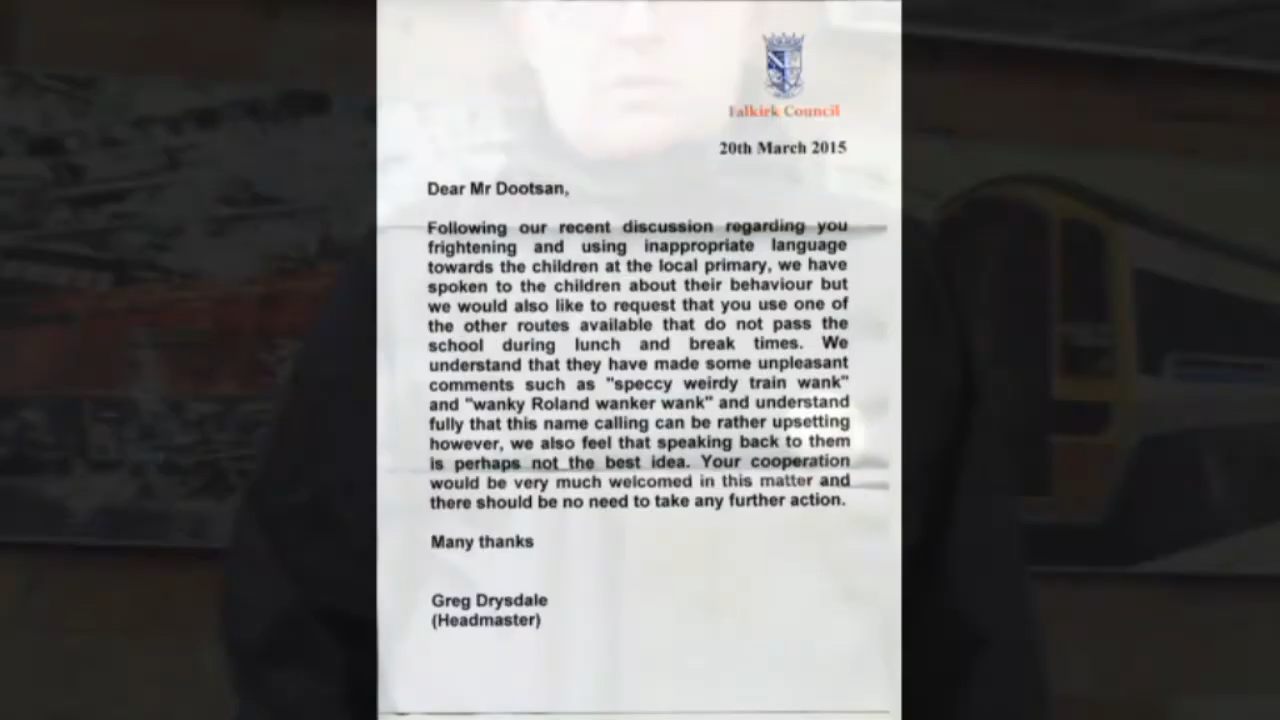 Falkirk Council
20th March 2015
Dear Mr Dootsan,
Following our recent discussion regarding you
frightening and using inappropriate language
towards the children at the local primary, we have
spoken to the children about their behaviour but
we would also like to request that you use one of
the other routes available that do not pass the
school during lunch and break times. We
understand that they have made some unpleasant
comments such as "speccy weirdy train wank"
and "wanky Roland wanker wank" and understand
fully that this name calling can be rather upsetting
however, we also feel that speaking back to them
is perhaps not the best idea. Your cooperation
would be very much welcomed in this matter and
there should be no need to take any further action.
Many thanks
Greg Drysdale
(Headmaster)